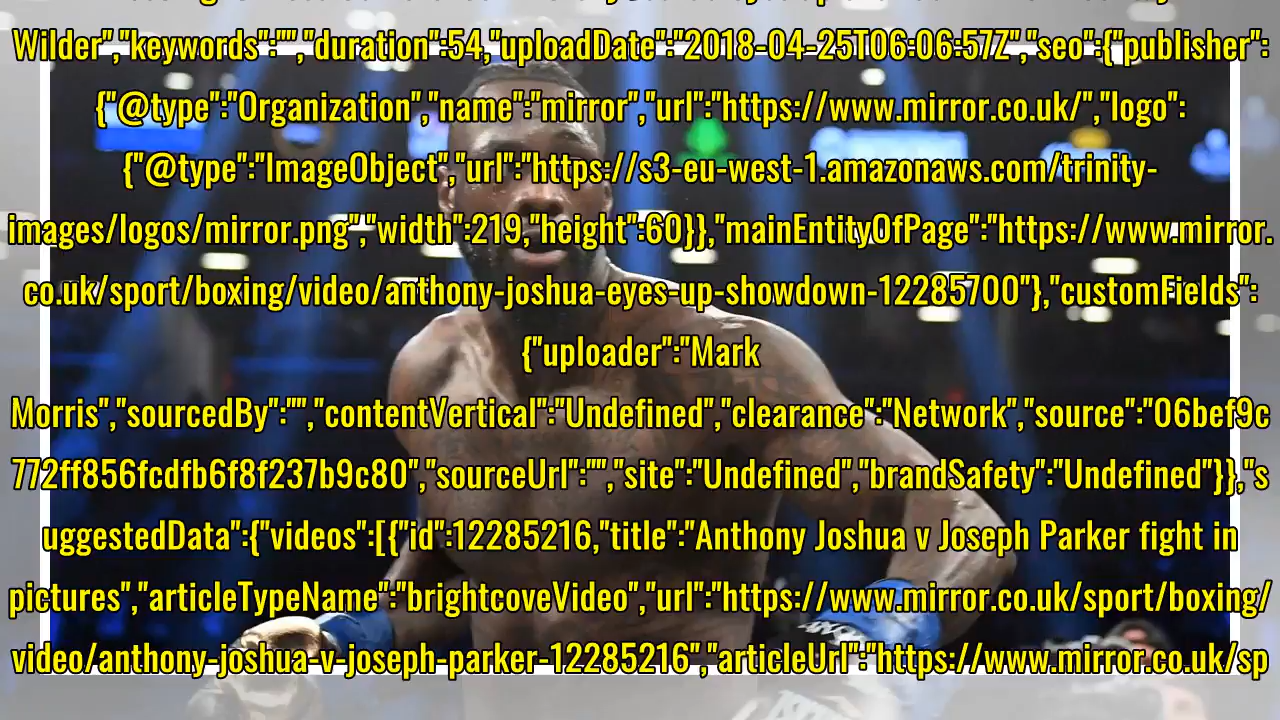 Wilder","keywords":"","duration":54,"uploadDate":"2018-04-25T06:06:57Z","seo":{"publisher":
{"@type":"Organization","name":"mirror","url":"https://www.mirror.co.uk/","logo":
{"@type":"ImageObject","url":"https://s3-eu-west-1.amazonaws.com/trinity-
images/logos/mirror.png","width":219,"height":60}},"mainEntityOfPage":"https://www.mirror.
co.uk/sport/boxing/video/anthony-joshua-eyes-up-showdown-12285700"},"customFields":
{"uploader":"Mark
Morris","sourcedBy":"","contentVertical":"Undefined","clearance":"Network","source":"06bef9c
772ff856fcdfb6f8f237b9c80","sourceUrl":"","site":"Undefined","brandSafety":"Undefined"}},"s
uggestedData":{"videos":[{"id":12285216,"title":"Anthony Joshua v Joseph Parker fight in
pictures","articleTypeName":"brightcoveVideo","url":"https://www.mirror.co.uk/sport/boxing/
video/anthony-joshua-v-joseph-parker-12285216","articleUrl":"https://www.mirror.co.uk/sp